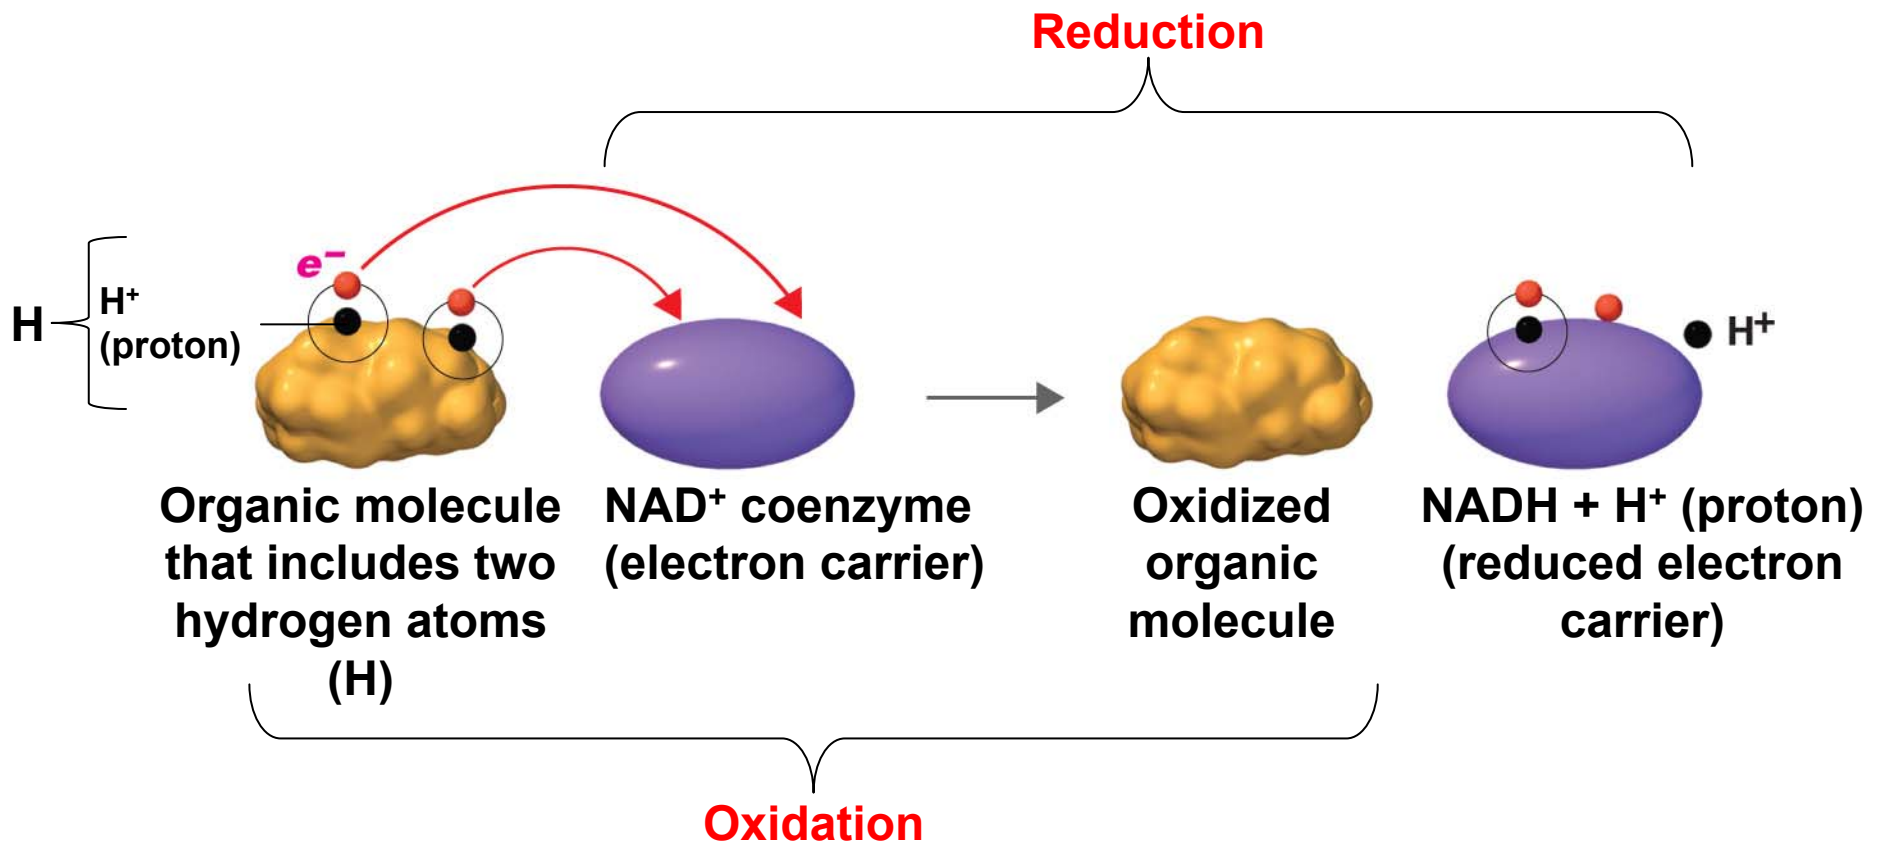 Reduction
e⁻
H
H⁺
(proton)
H⁺
Organic molecule
that includes two
hydrogen atoms
(H)
NAD⁺ coenzyme
(electron carrier)
Oxidized
organic
molecule
NADH + H⁺ (proton)
(reduced electron
carrier)
Oxidation